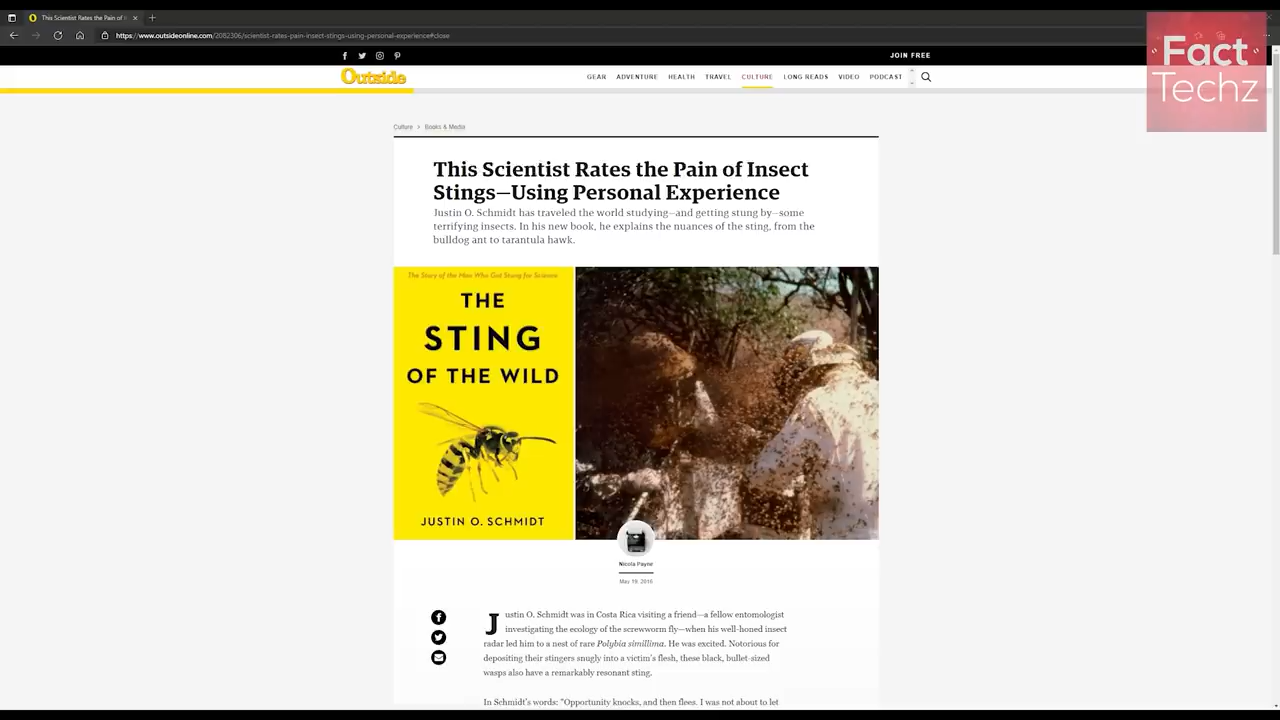 This Scientist Rates the Pain of I
https://www.outsideonline.com/2082306/scientist-rates-pain-insect-stings-using-personal-experience#close
JOIN FREE
Fact
Techz
Outside
GEAR ADVENTURE HEALTH TRAVEL CULTURE LONG READS VIDEO PODCAST
Culture > Books & Media
This Scientist Rates the Pain of Insect
Stings—Using Personal Experience
Justin O. Schmidt has traveled the world studying—and getting stung by—some
terrifying insects. In his new book, he explains the nuances of the sting, from the
bulldog ant to tarantula hawk.
The Story of the Man Who Got Stung for Science
THE
STING
OF THE WILD
JUSTIN O. SCHMIDT
Nicola Payne
May 19, 2016
Justin O. Schmidt was in Costa Rica visiting a friend—a fellow entomologist
investigating the ecology of the screwworm fly—when his well-honed insect
radar led him to a nest of rare Polybia simillima. He was excited. Notorious for
depositing their stingers snugly into a victim's flesh, these black, bullet-sized
wasps also have a remarkably resonant sting.
In Schmidt's words: "Opportunity knocks, and then flees. I was not about to let